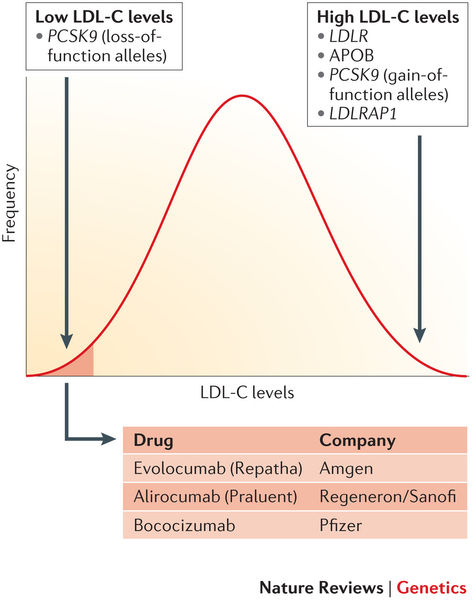 Low LDL-C levels
• PCSK9 (loss-of-
function alleles)
High LDL-C levels
• LDLR
• APOB
• PCSK9 (gain-of-
function alleles)
• LDLRAP1
Frequency
LDL-C levels
Drug Company
Evolocumab (Repatha) Amgen
Alirocumab (Praluent) Regeneron/Sanofi
Bococizumab Pfizer
Nature Reviews | Genetics